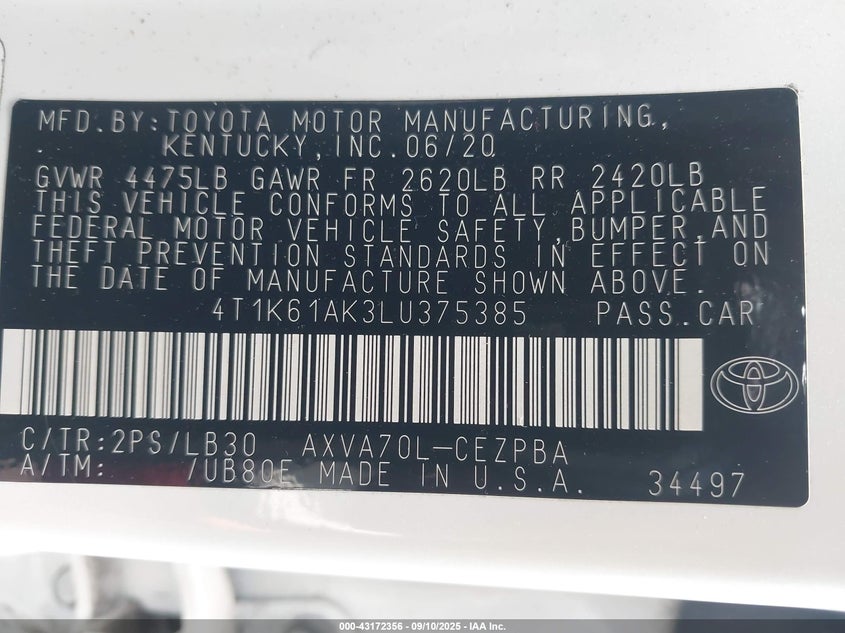 MFD.BY:TOYOTA MOTOR MANUFACTURING,
KENTUCKY,INC.06/20
GVWR 4475LB GAWR FR 2620LB RR 2420LB
THIS VEHICLE CONFORMS TO ALL APPLICABLE
FEDERAL MOTOR VEHICLE SAFETY,BUMPER,AND
THEFT PREVENTION STANDARDS IN EFFECT ON
THE DATE OF MANUFACTURE SHOWN ABOVE.
4T1K61AK3LU375385 PASS.CAR
C/TR:2PS/LB30 AXVA70L-CEZPBA
A/TM: /UB80E MADE IN U.S.A. 34497
000-43172356 - 09/10/2025 - IAA Inc.